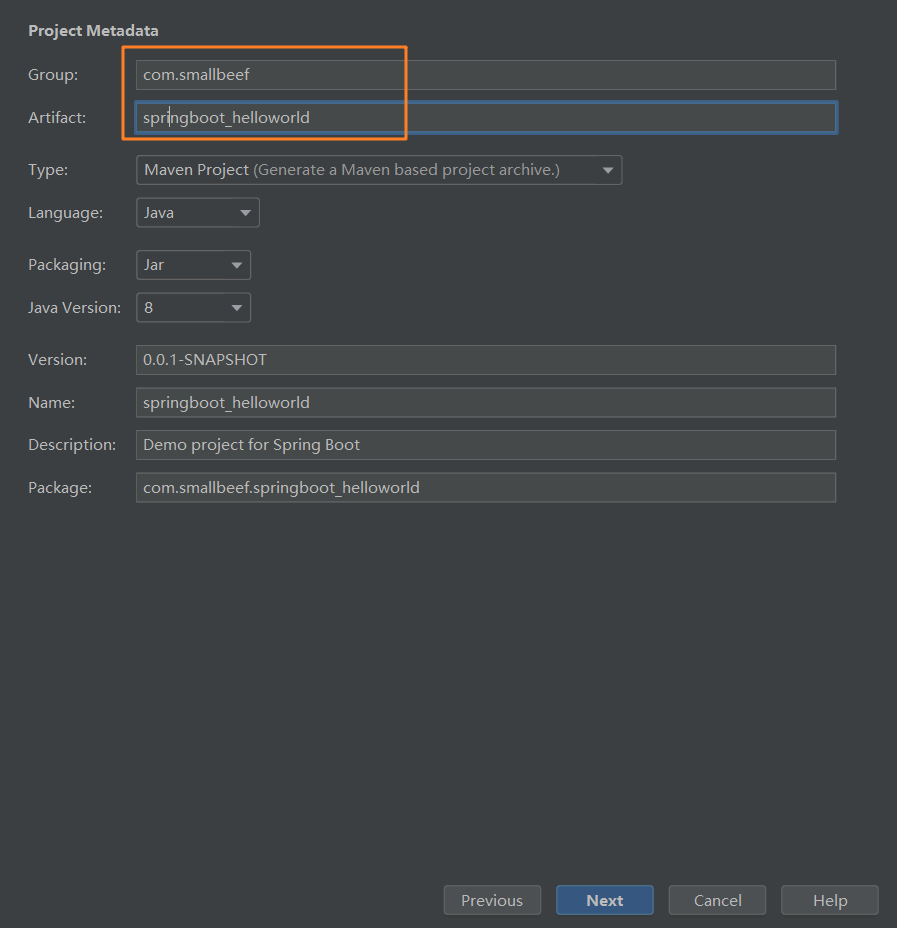 Project Metadata
Group: com.smallbeef
Artifact: springboot_helloworld
Type: Maven Project (Generate a Maven based project archive.)
Language: Java
Packaging: Jar
Java Version: 8
Version: 0.0.1-SNAPSHOT
Name: springboot_helloworld
Description: Demo project for Spring Boot
Package: com.smallbeef.springboot_helloworld
Previous Next Cancel Help